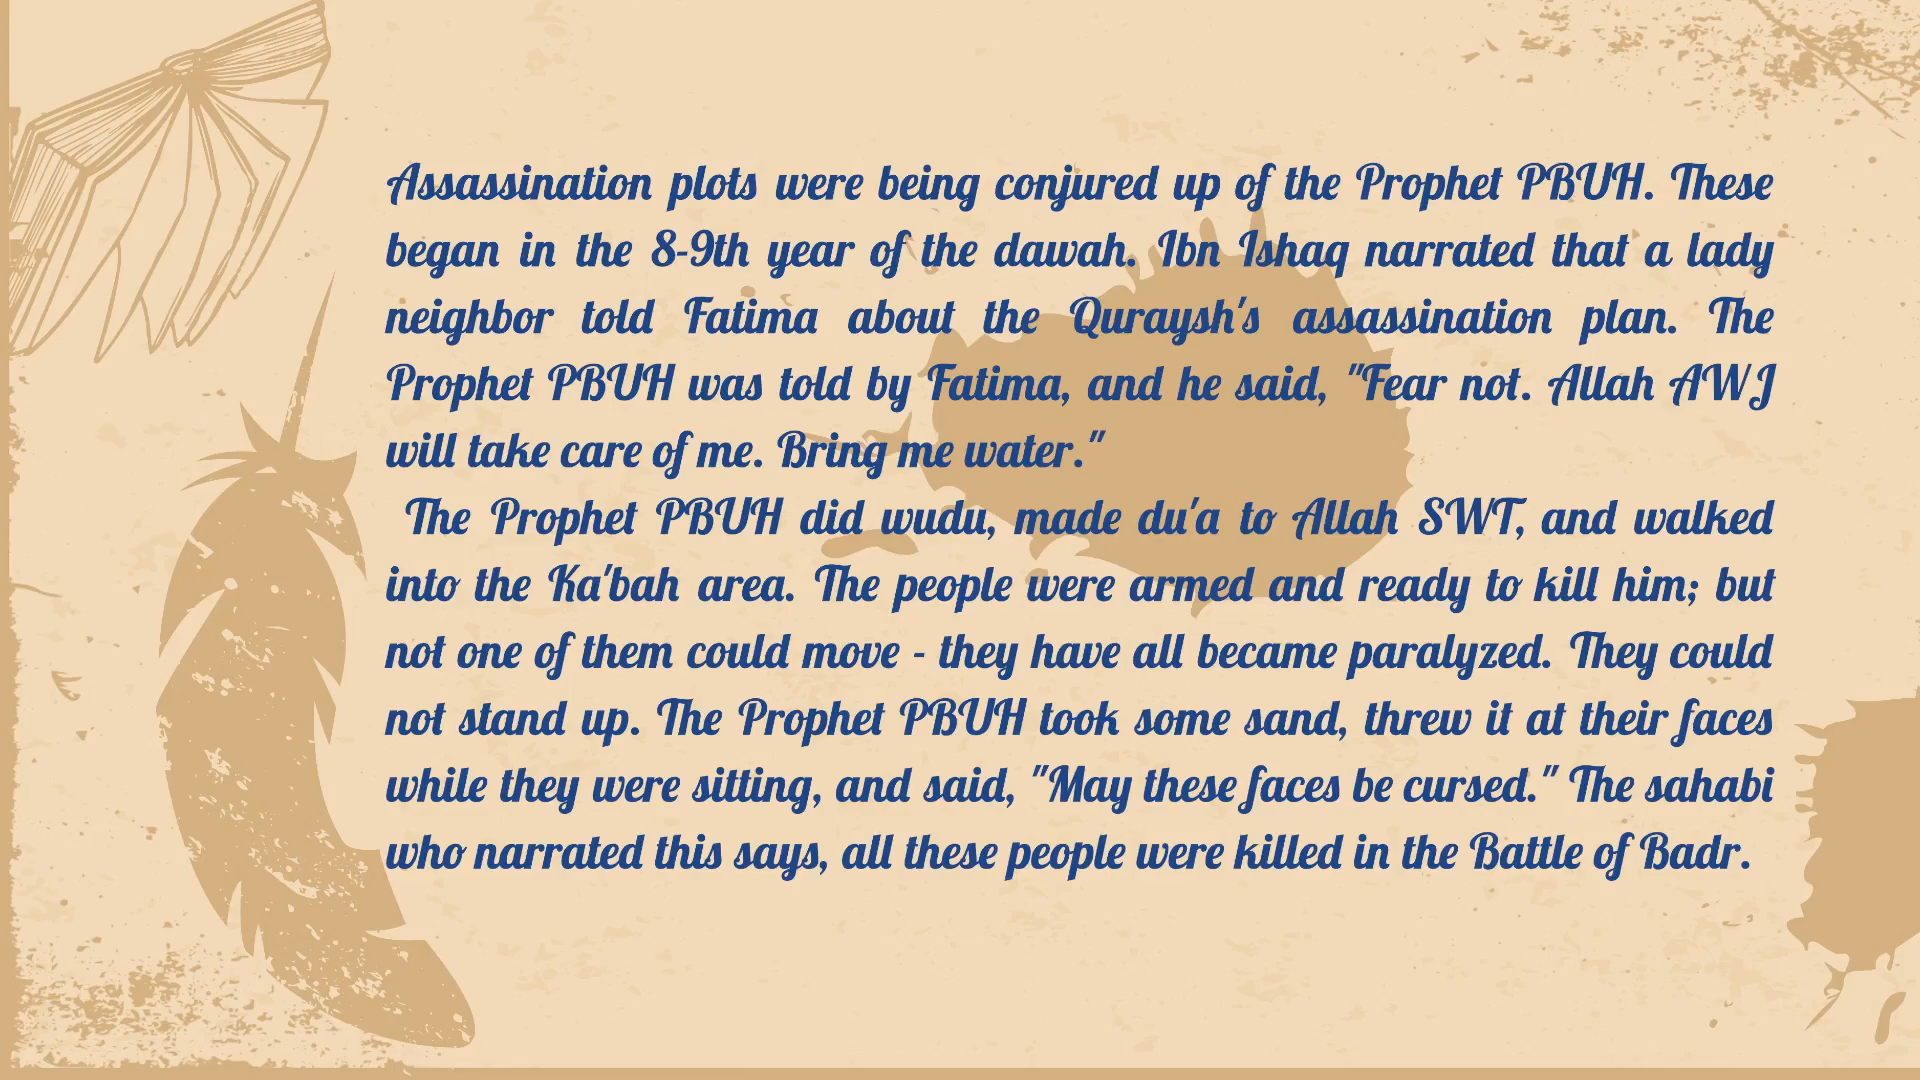 Assassination plots were being conjured up of the Prophet PBUH. These
began in the 8-9th year of the dawah. Ibn Ishaq narrated that a lady
neighbor told Fatima about the Quraysh's assassination plan. The
Prophet PBUH was told by Fatima, and he said, "Fear not. Allah AWJ
will take care of me. Bring me water."
The Prophet PBUH did wudu, made du'a to Allah SWT, and walked
into the Ka'bah area. The people were armed and ready to kill him; but
not one of them could move - they have all became paralyzed. They could
not stand up. The Prophet PBUH took some sand, threw it at their faces
while they were sitting, and said, "May these faces be cursed." The sahabi
who narrated this says, all these people were killed in the Battle of Badr.